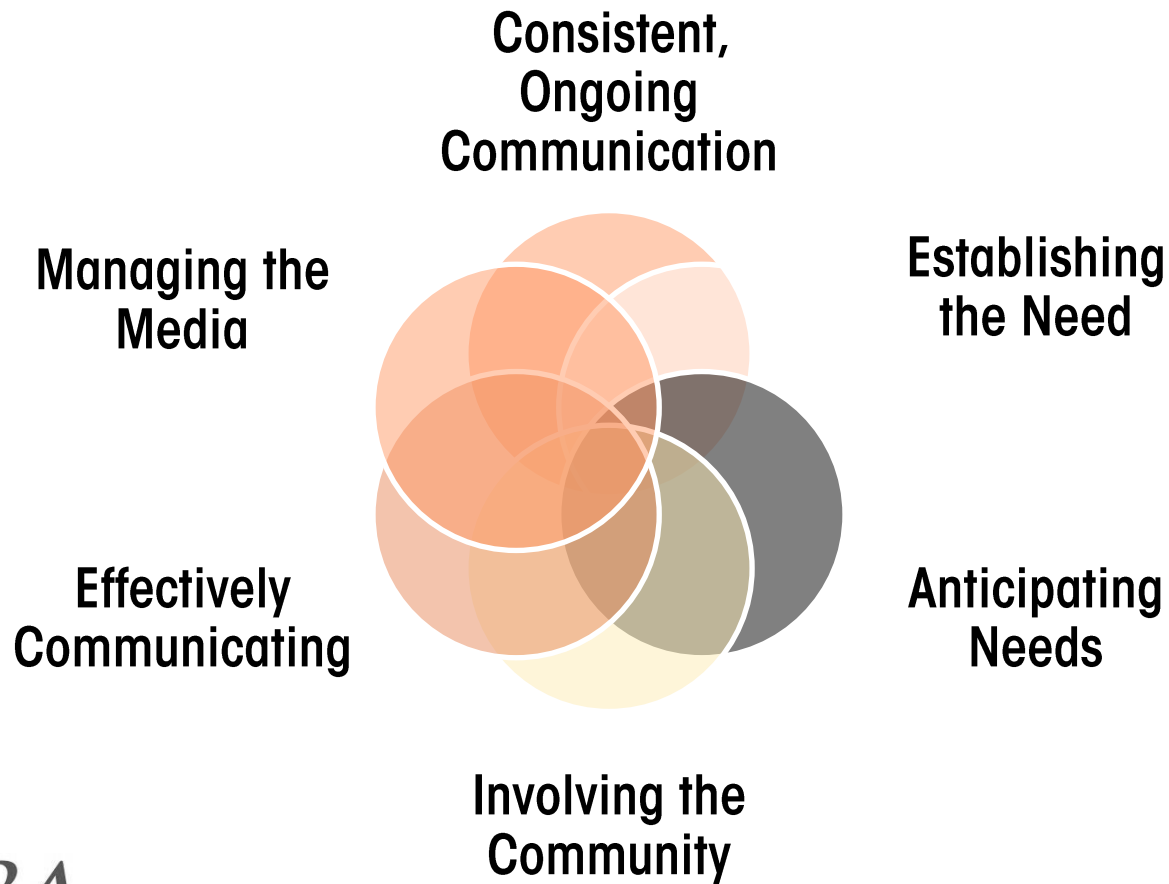 Consistent,
Ongoing
Communication
Establishing
the Need
Anticipating
Needs
Involving the
Community
Effectively
Communicating
Managing the
Media